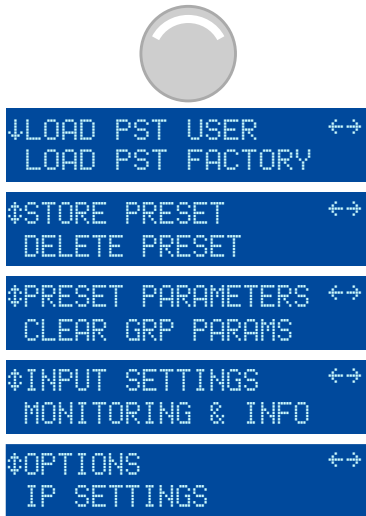 ↓LOAD PST USER ←→
LOAD PST FACTORY
↕STORE PRESET ←→
DELETE PRESET
↕PRESET PARAMETERS ←→
CLEAR GRP PARAMS
↕INPUT SETTINGS ←→
MONITORING & INFO
↕OPTIONS ←→
IP SETTINGS